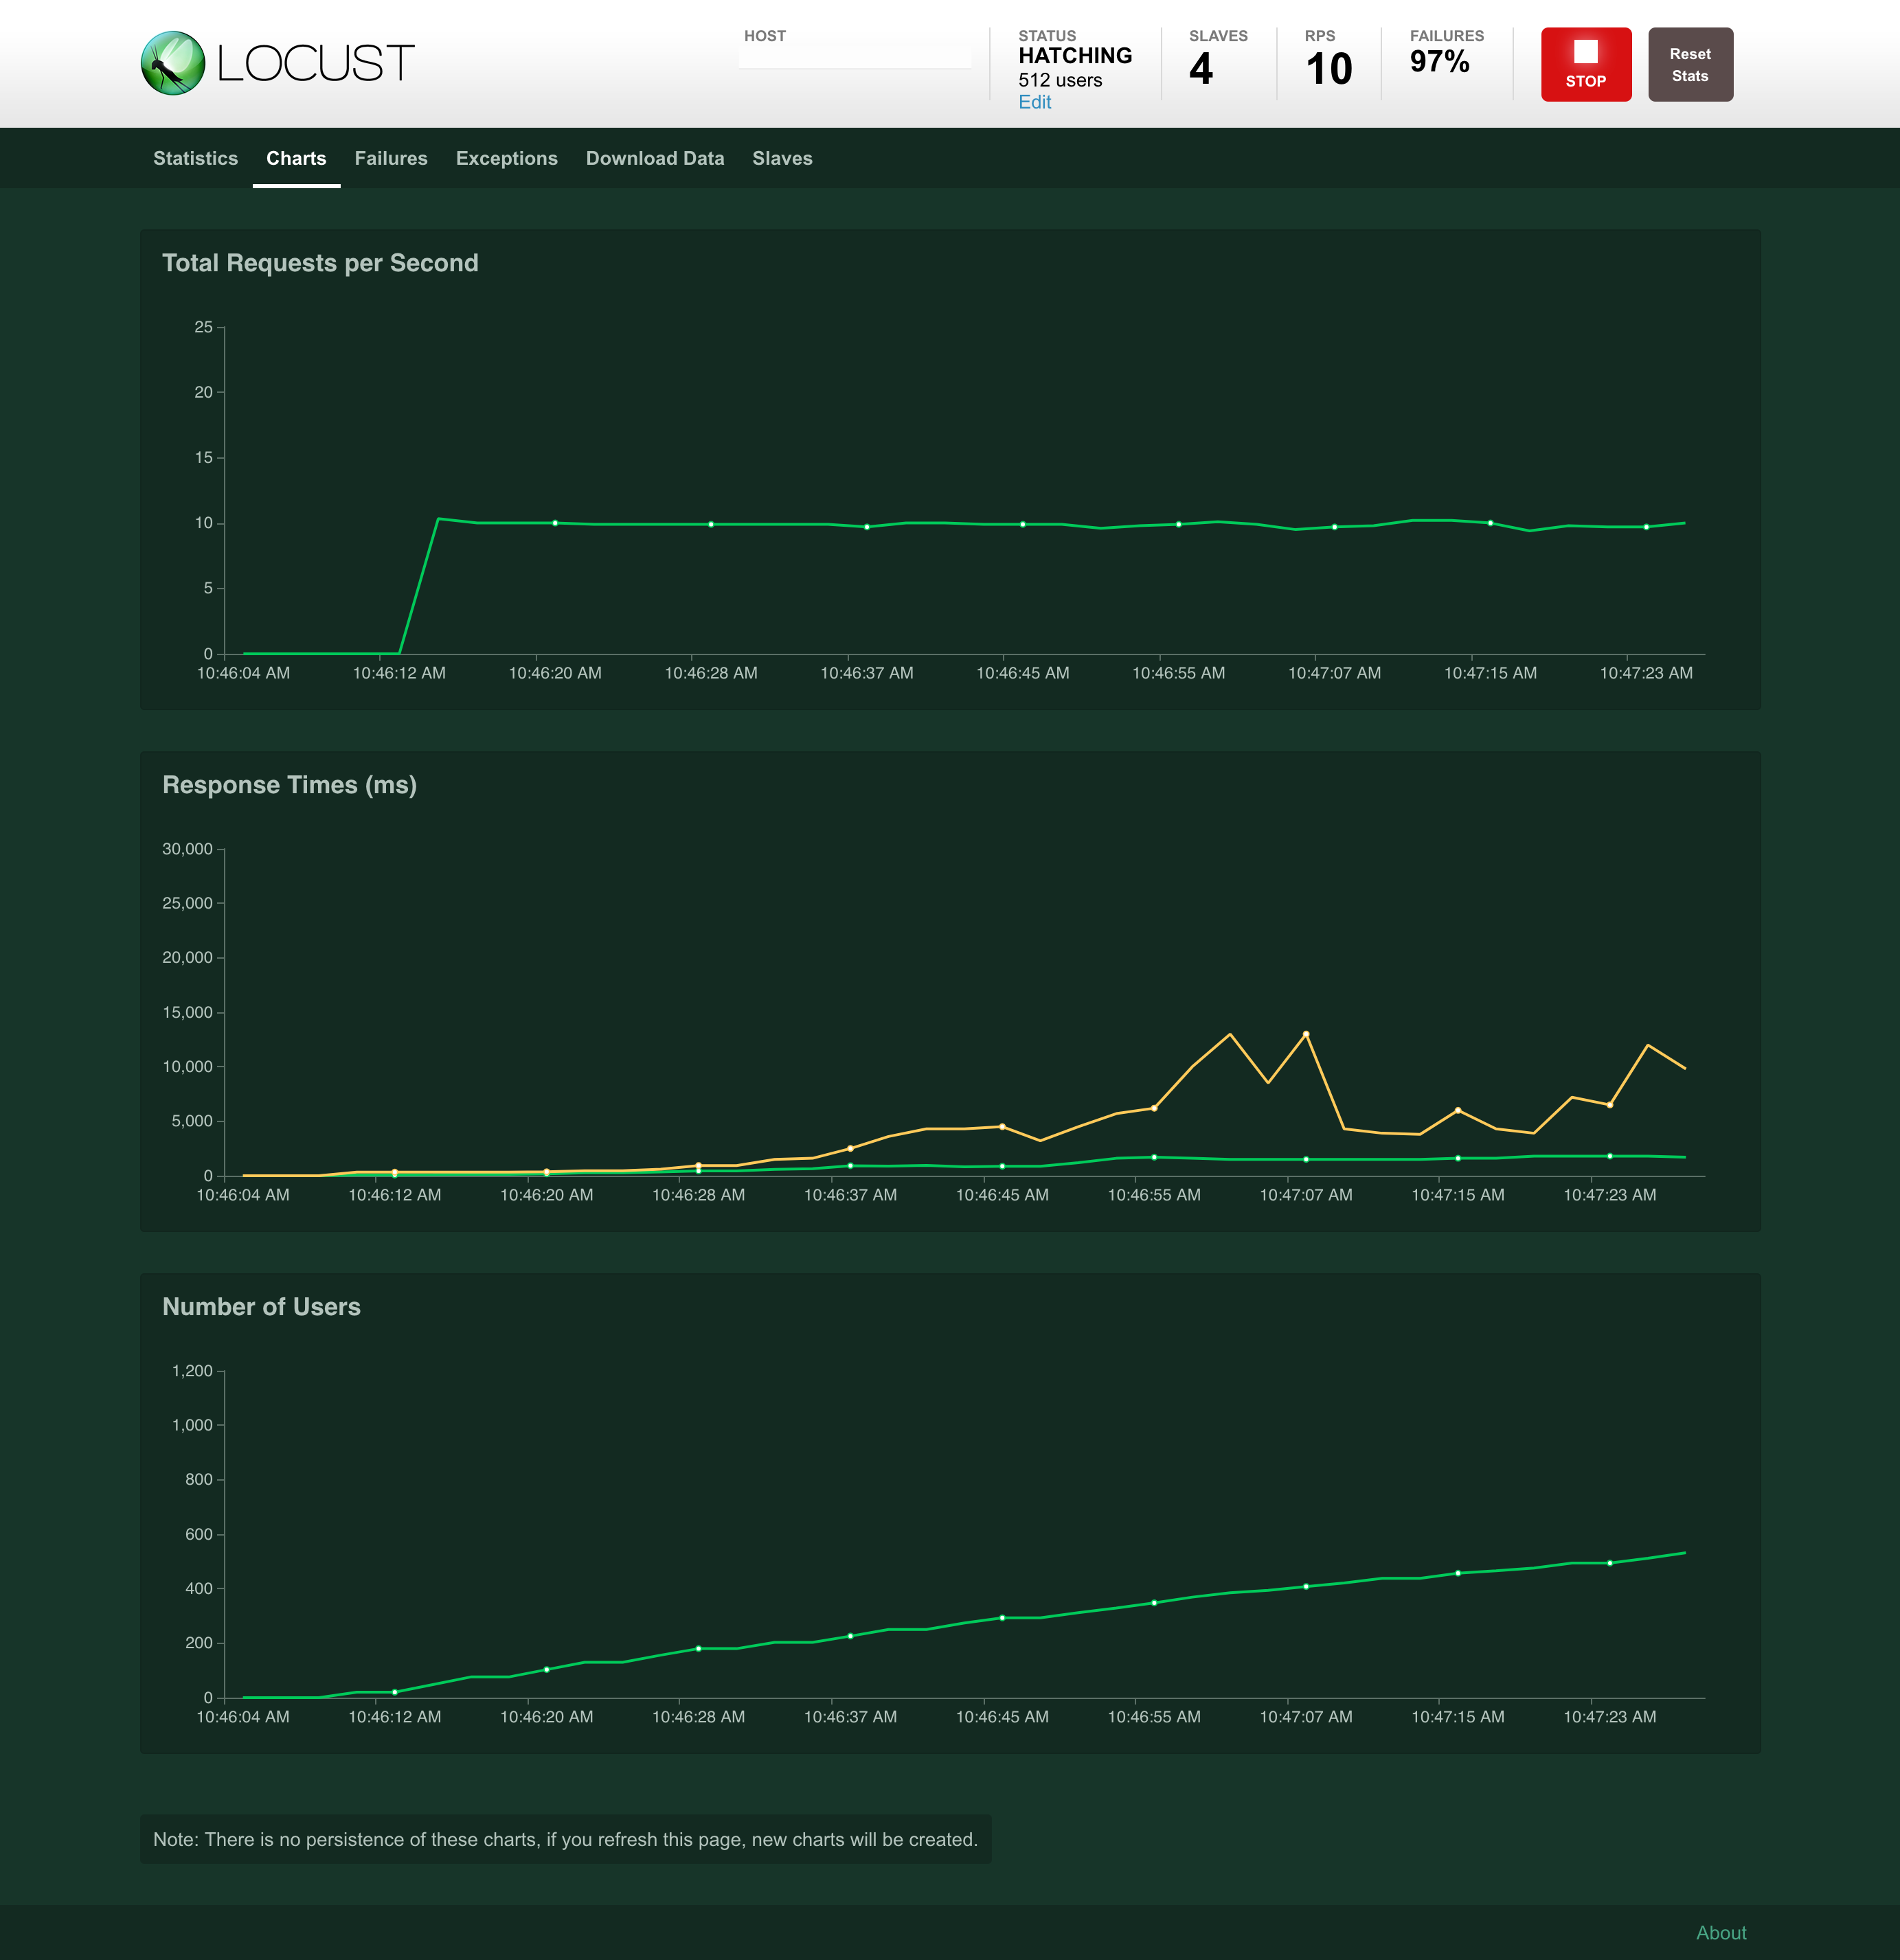 LOCUST
HOST
STATUS
HATCHING
512 users
Edit
SLAVES
4
RPS
10
FAILURES
97%
STOP
Reset
Stats
Statistics Charts Failures Exceptions Download Data Slaves
Total Requests per Second
25
20
15
10
5
0
10:46:04 AM 10:46:12 AM 10:46:20 AM 10:46:28 AM 10:46:37 AM 10:46:45 AM 10:46:55 AM 10:47:07 AM 10:47:15 AM 10:47:23 AM
Response Times (ms)
30,000
25,000
20,000
15,000
10,000
5,000
0
10:46:04 AM 10:46:12 AM 10:46:20 AM 10:46:28 AM 10:46:37 AM 10:46:45 AM 10:46:55 AM 10:47:07 AM 10:47:15 AM 10:47:23 AM
Number of Users
1,200
1,000
800
600
400
200
0
10:46:04 AM 10:46:12 AM 10:46:20 AM 10:46:28 AM 10:46:37 AM 10:46:45 AM 10:46:55 AM 10:47:07 AM 10:47:15 AM 10:47:23 AM
Note: There is no persistence of these charts, if you refresh this page, new charts will be created.
About